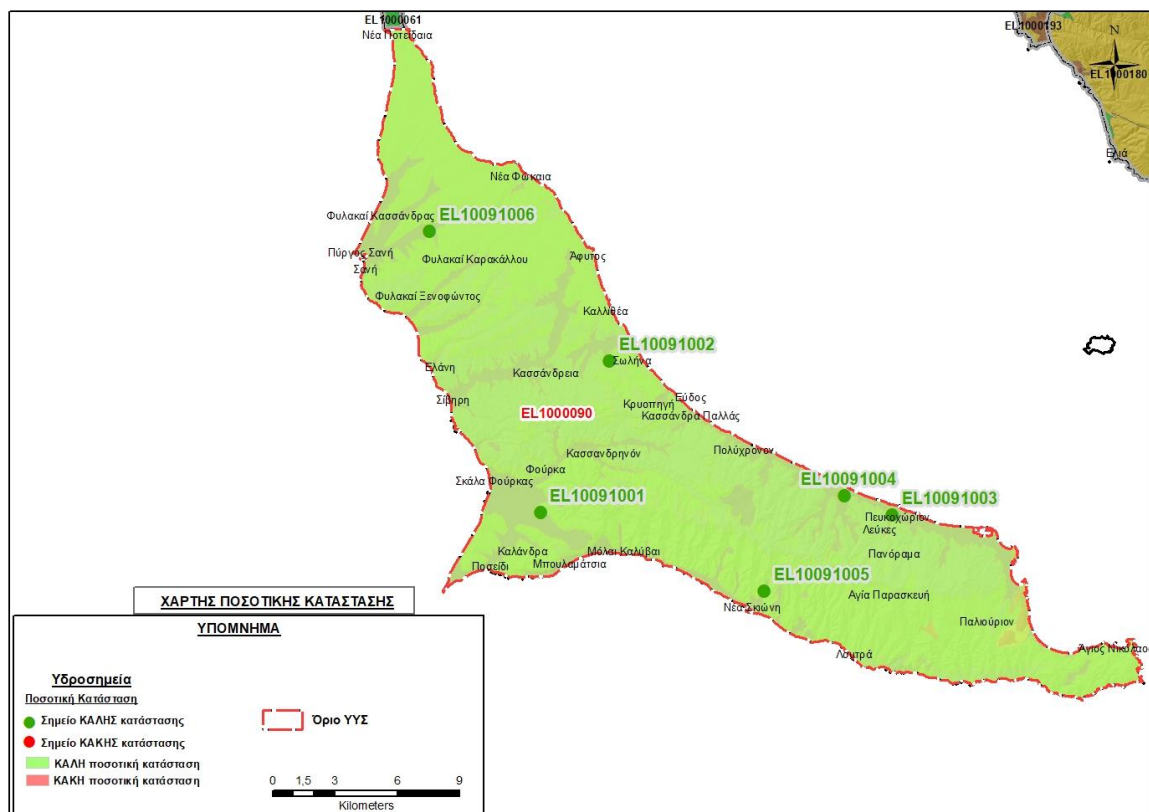 EL1000061
Νέα Ποτείδαια
EL1000193
N
EL1000180
Ελιά
Νέα Φώκαια
Φυλακαί Κασσάνδρας
EL10091006
Πύργος Σανή
Σανή
Φυλακαί Καρακάλλου
Άφυτος
Φυλακαί Ξενοφώντος
Καλλιθέα
EL10091002
Σωλήνα
Ελάνη
Κασσάνδρεια
Σίβηρη
EL1000090
Κρυοπηγή
Εύδος
Κασσάνδρα Παλλάς
Πολύχρονον
Κασσανδρηνόν
Φούρκα
Σκάλα Φούρκας
EL10091001
EL10091004
EL10091003
Πευκοχώριον
Λεύκες
Πανόραμα
Καλάνδρα
Μόλαι Καλύβαι
Ποσείδι
Μπουλαμάτσια
EL10091005
Νέα Σκιώνη
Αγία Παρασκευή
Παλιούριον
Λουτρά
Άγιος Νικόλαος
ΧΑΡΤΗΣ ΠΟΣΟΤΙΚΗΣ ΚΑΤΑΣΤΑΣΗΣ
ΥΠΟΜΝΗΜΑ
Υδροσημεία
Ποσοτική Κατάσταση
Σημείο ΚΑΛΗΣ κατάστασης
Όριο ΥΥΣ
Σημείο ΚΑΚΗΣ κατάστασης
ΚΑΛΗ ποσοτική κατάσταση
ΚΑΚΗ ποσοτική κατάσταση
0 1,5 3 6 9
Kilometers